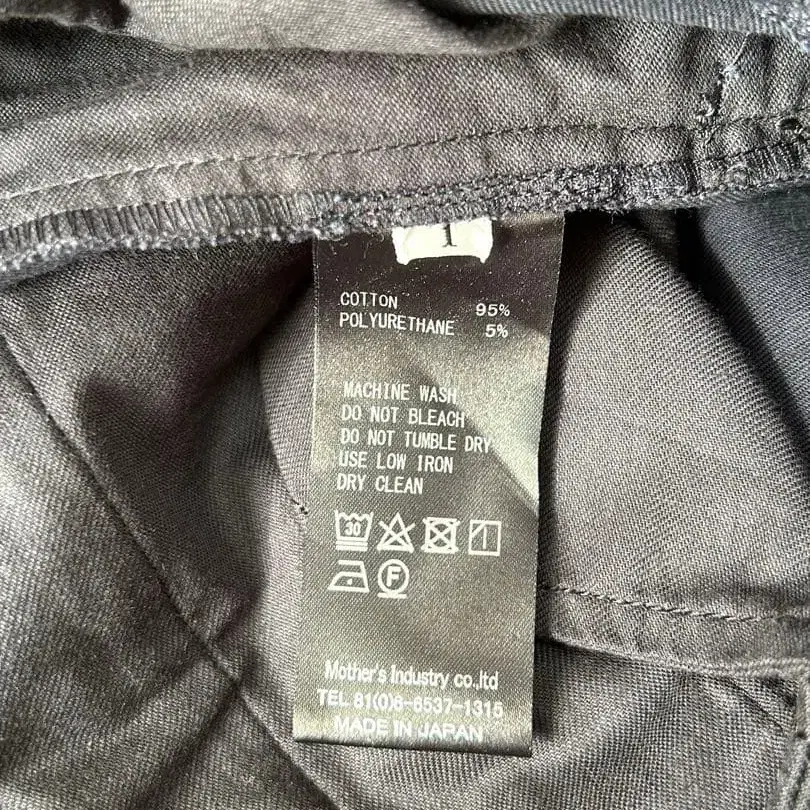 1
COTTON 95%
POLYURETHANE 5%
MACHINE WASH
DO NOT BLEACH
DO NOT TUMBLE DRY
USE LOW IRON
DRY CLEAN
30
F
Mother's Industry co.,ltd
TEL 81(0)6-6537-1315
MADE IN JAPAN